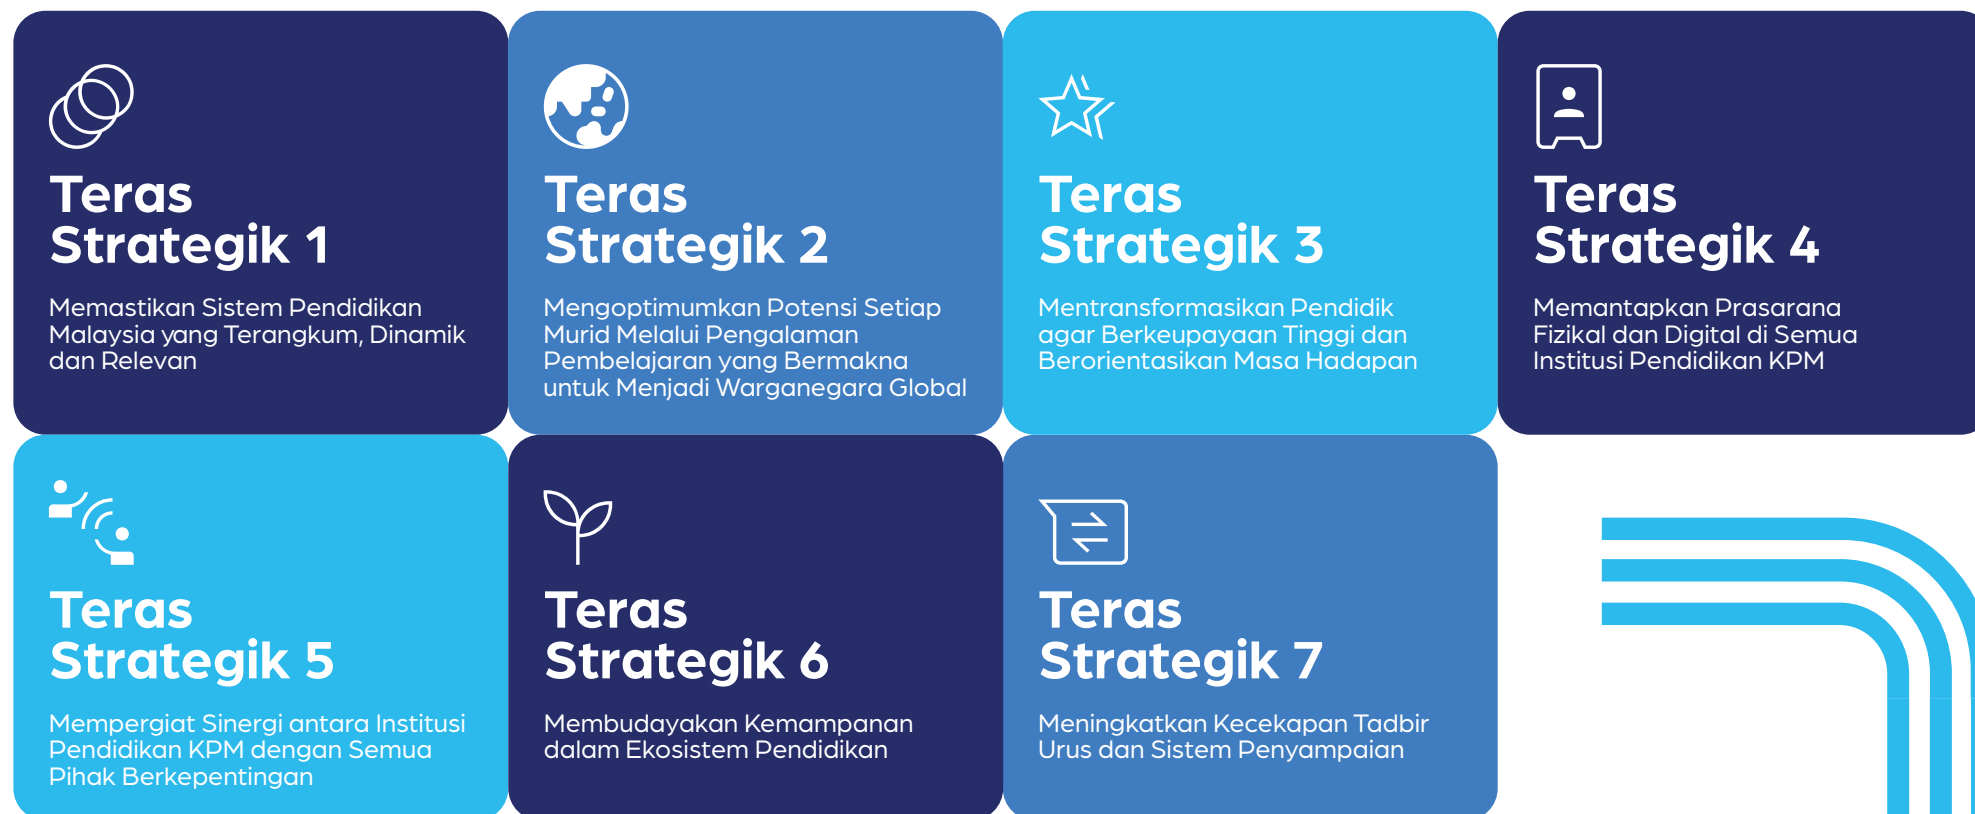 Teras
Strategik 1
Memastikan Sistem Pendidikan
Malaysia yang Terangkum, Dinamik
dan Relevan
Teras
Strategik 2
Mengoptimumkan Potensi Setiap
Murid Melalui Pengalaman
Pembelajaran yang Bermakna
untuk Menjadi Warganegara Global
Teras
Strategik 3
Mentransformasikan Pendidik
agar Berkeupayaan Tinggi dan
Berorientasikan Masa Hadapan
Teras
Strategik 4
Memantapkan Prasarana
Fizikal dan Digital di Semua
Institusi Pendidikan KPM
Teras
Strategik 5
Mempergiat Sinergi antara Institusi
Pendidikan KPM dengan Semua
Pihak Berkepentingan
Teras
Strategik 6
Membudayakan Kemampanan
dalam Ekosistem Pendidikan
Teras
Strategik 7
Meningkatkan Kecekapan Tadbir
Urus dan Sistem Penyampaian